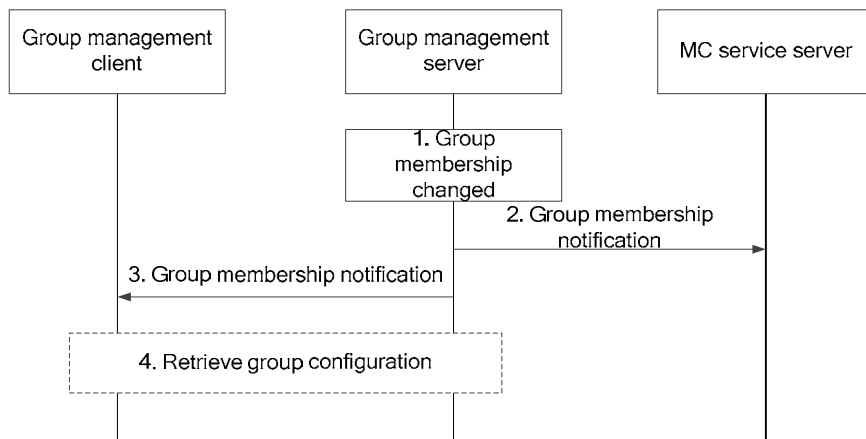 Group management
client
Group management
server
MC service server
1. Group
membership
changed
2. Group membership
notification
3. Group membership notification
4. Retrieve group configuration